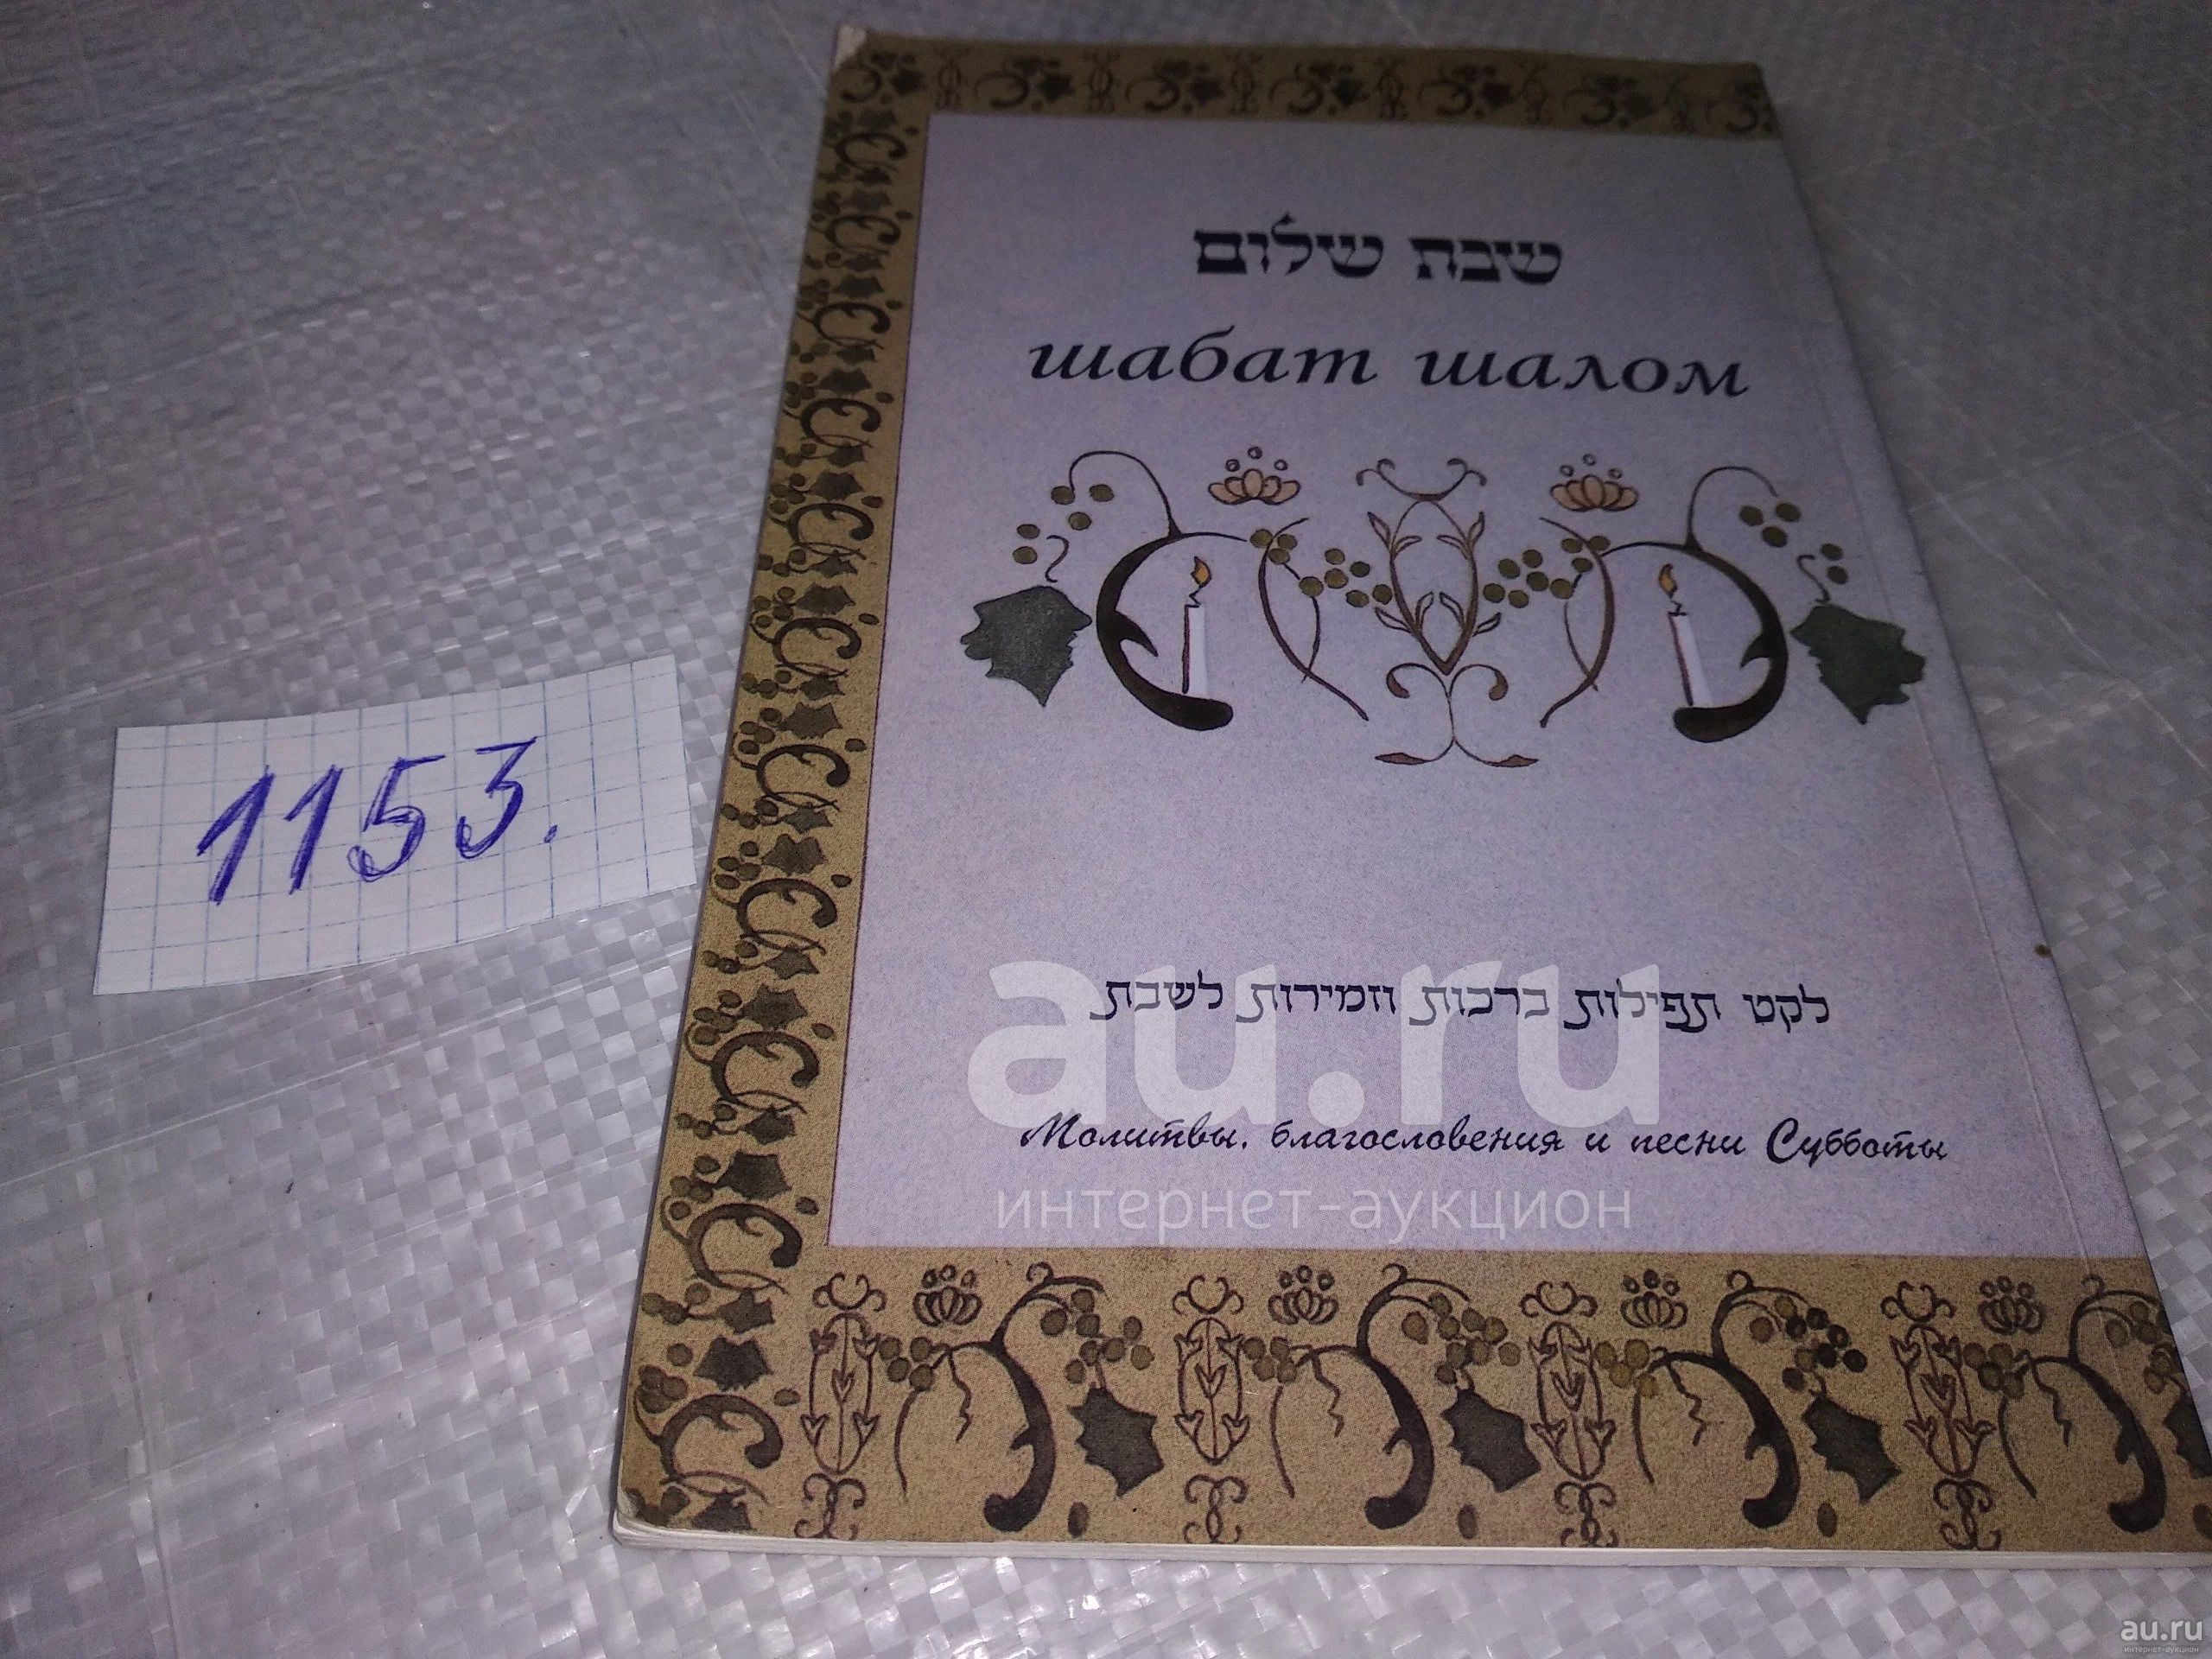 שבת שלום
шабат шалом
1153.
לקט תפילות ברכות וזמירות לשבת
Молитвы, благословения и песни Субботы
au.ru
интернет-аукцион
au.ru
интернет-аукцион